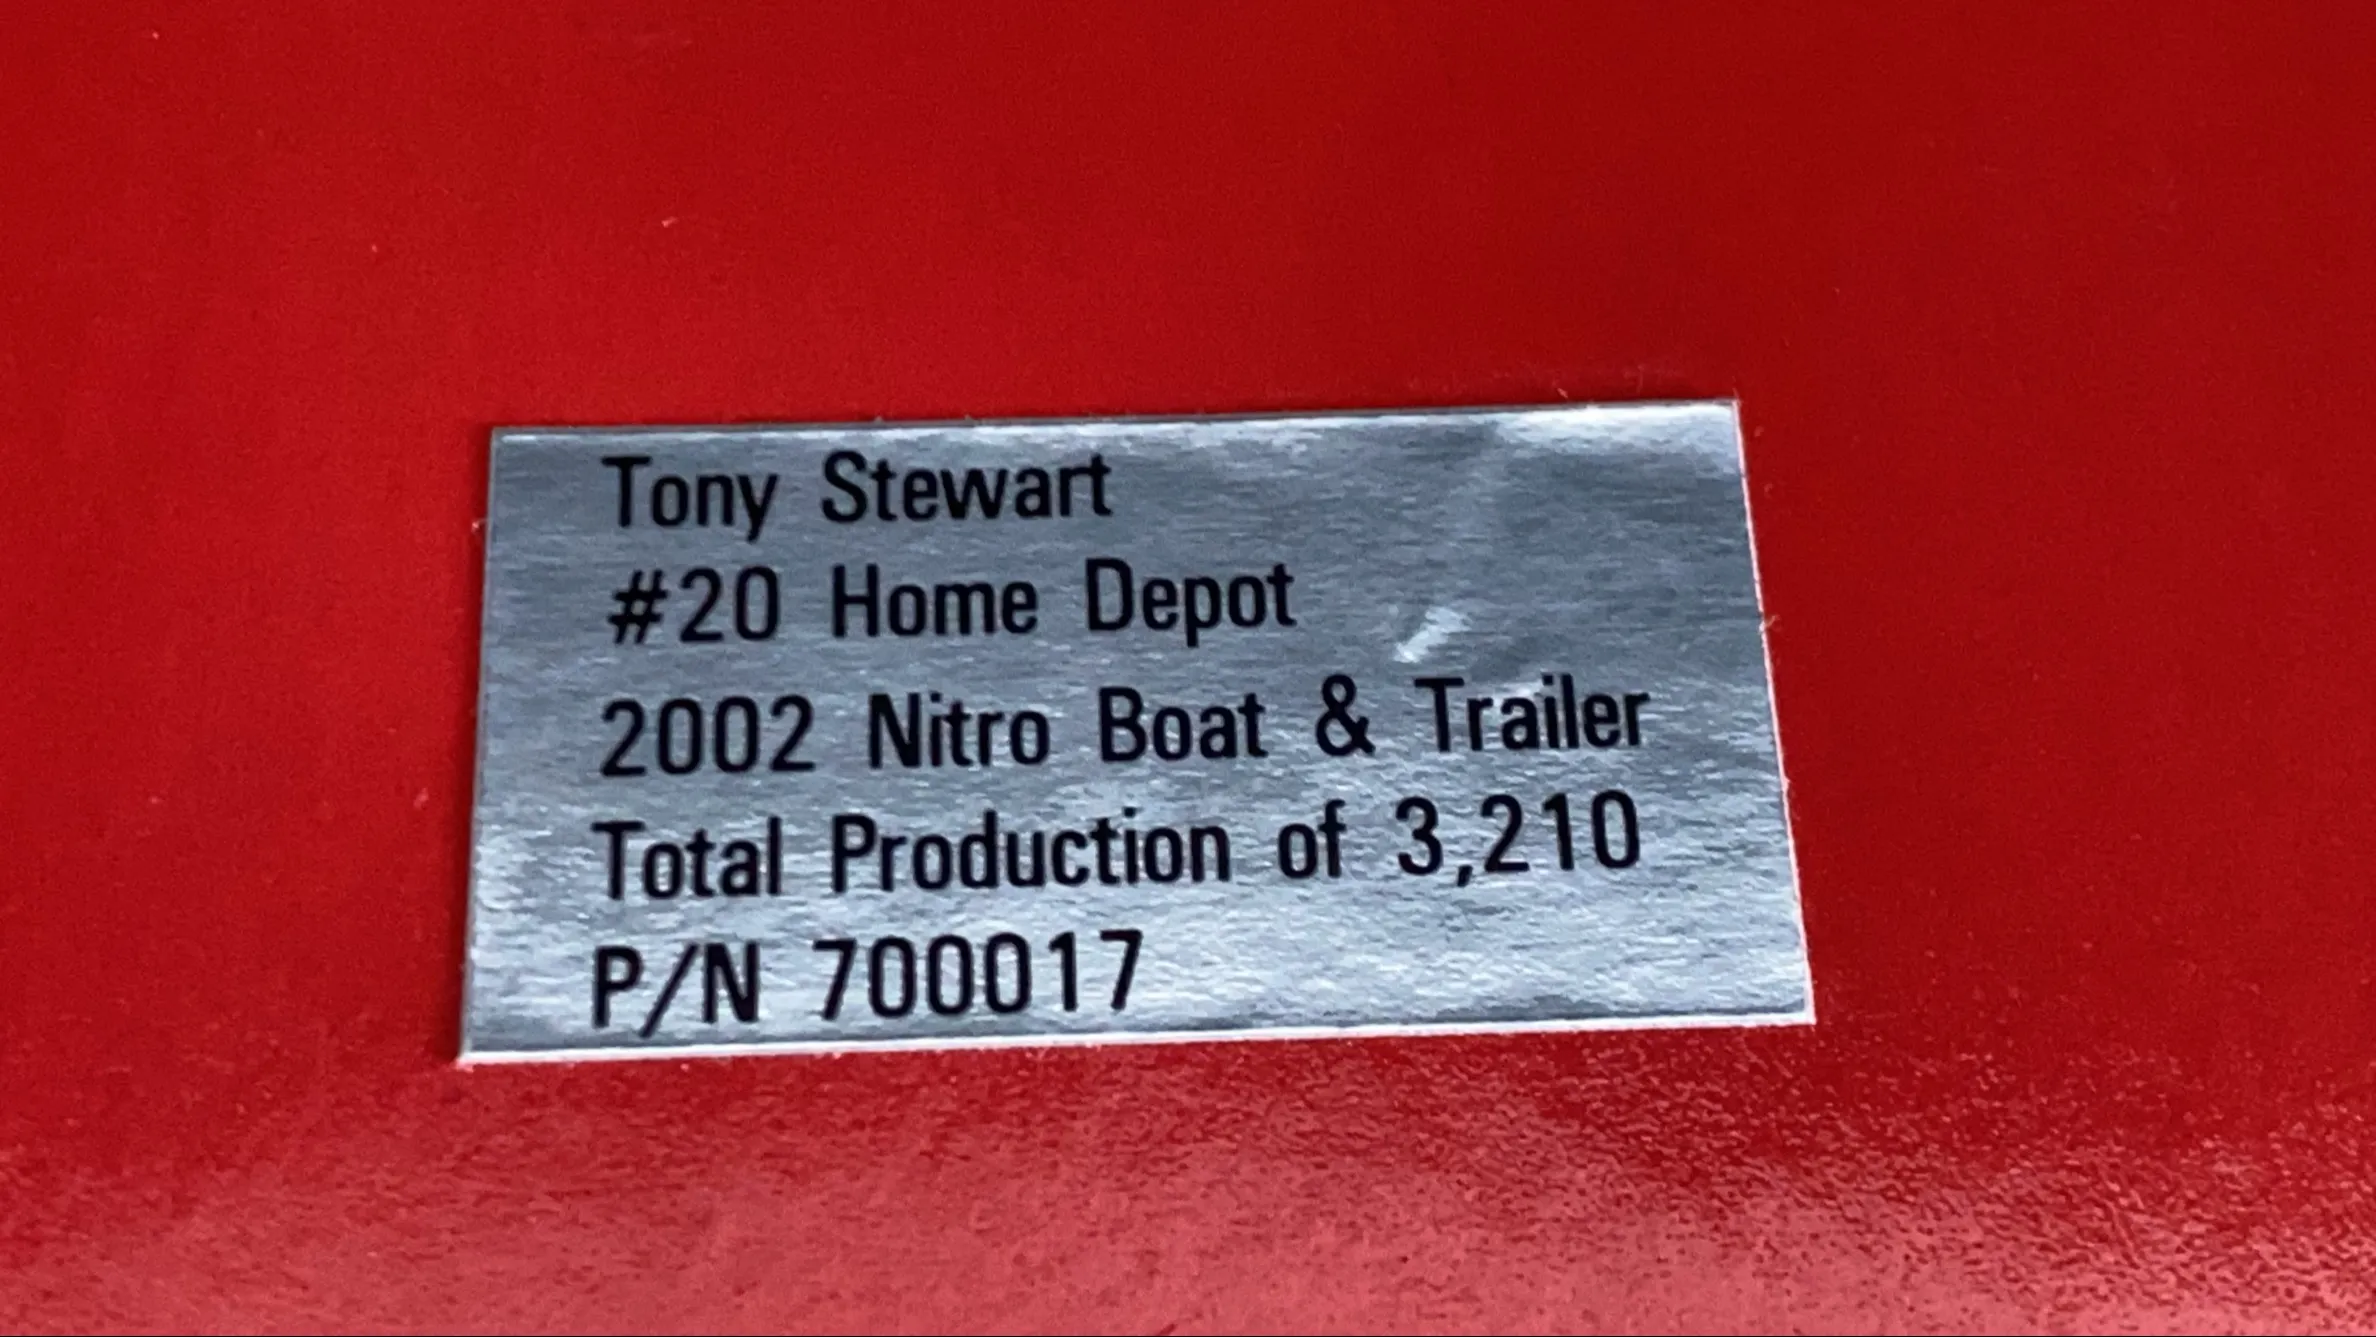 Tony Stewart
#20 Home Depot
2002 Nitro Boat & Trailer
Total Production of 3,210
P/N 700017